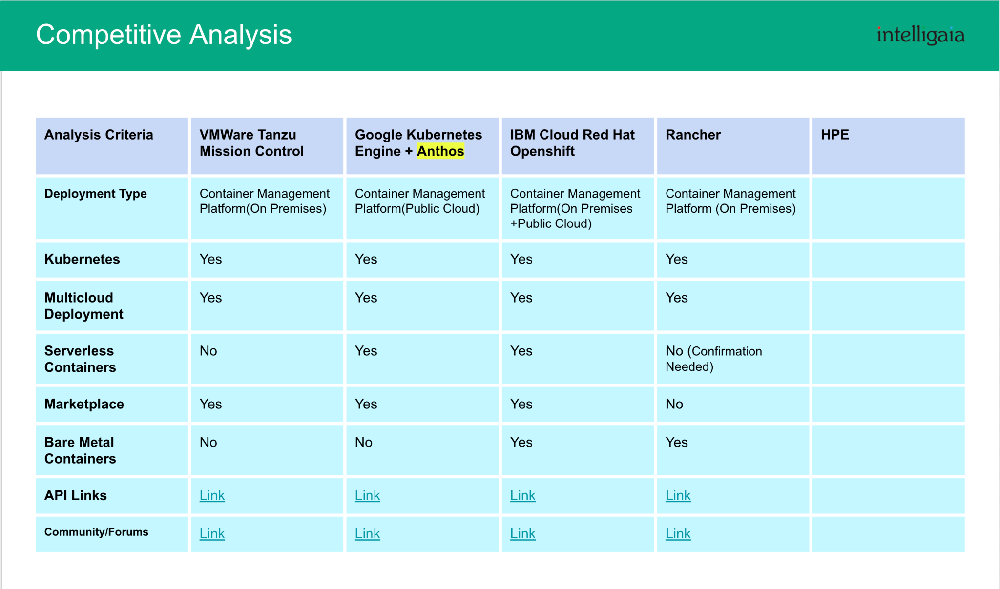 Competitive Analysis
intelligaia
Analysis Criteria
VMWare Tanzu
Mission Control
Google Kubernetes
Engine + Anthos
IBM Cloud Red Hat
Openshift
Rancher
HPE
Deployment Type
Container Management
Platform(On Premises)
Container Management
Platform(Public Cloud)
Container Management
Platform(On Premises
+Public Cloud)
Container Management
Platform (On Premises)
Kubernetes
Yes
Yes
Yes
Yes
Multicloud
Deployment
Yes
Yes
Yes
Yes
Serverless
Containers
No
Yes
Yes
No (Confirmation
Needed)
Marketplace
Yes
Yes
Yes
No
Bare Metal
Containers
No
No
Yes
Yes
API Links
Link
Link
Link
Link
Community/Forums
Link
Link
Link
Link